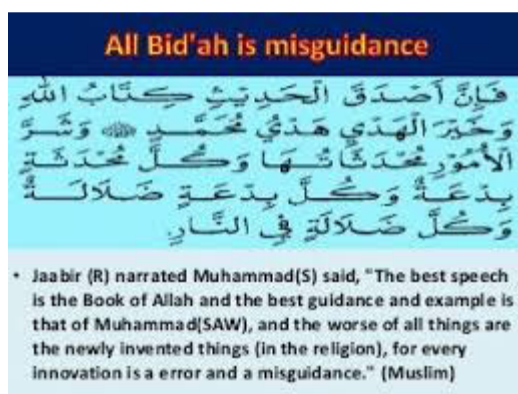 All Bid'ah is misguidance
فَإِنَّ أَصْدَقَ الْحَدِيثِ كِتَابُ اللَّهِ
وَخَيْرَ الْهَدْيِ هَدْيُ مُحَمَّدٍ ﷺ وَشَرَّ
الْأُمُورِ مُحْدَثَاتُهَا وَكُلَّ مُحْدَثَةٍ
بِدْعَةٌ وَكُلَّ بِدْعَةٍ ضَلَالَةٌ
وَكُلَّ ضَلَالَةٍ فِي النَّارِ.
• Jaabir (R) narrated Muhammad(S) said, "The best speech
is the Book of Allah and the best guidance and example is
that of Muhammad(SAW), and the worse of all things are
the newly invented things (in the religion), for every
innovation is a error and a misguidance." (Muslim)